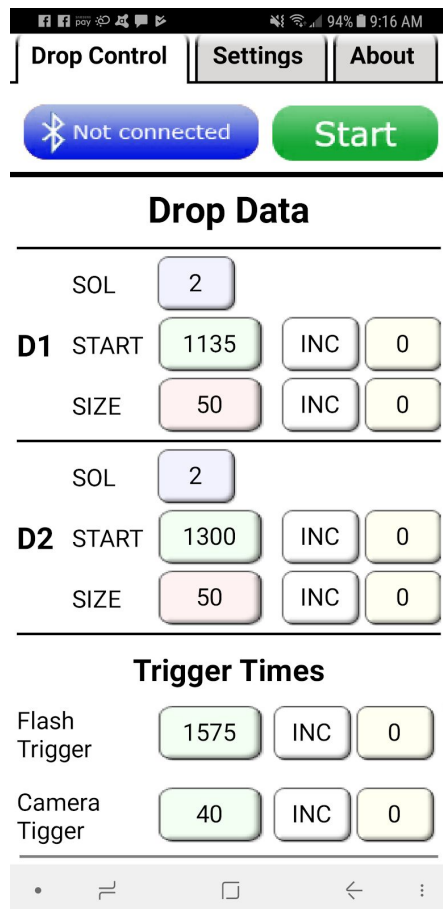 pay 94% 9:16 AM
Drop Control Settings About
Not connected Start
Drop Data
SOL 2
D1 START 1135 INC 0
SIZE 50 INC 0
SOL 2
D2 START 1300 INC 0
SIZE 50 INC 0
Trigger Times
Flash
Trigger 1575 INC 0
Camera
Tigger 40 INC 0